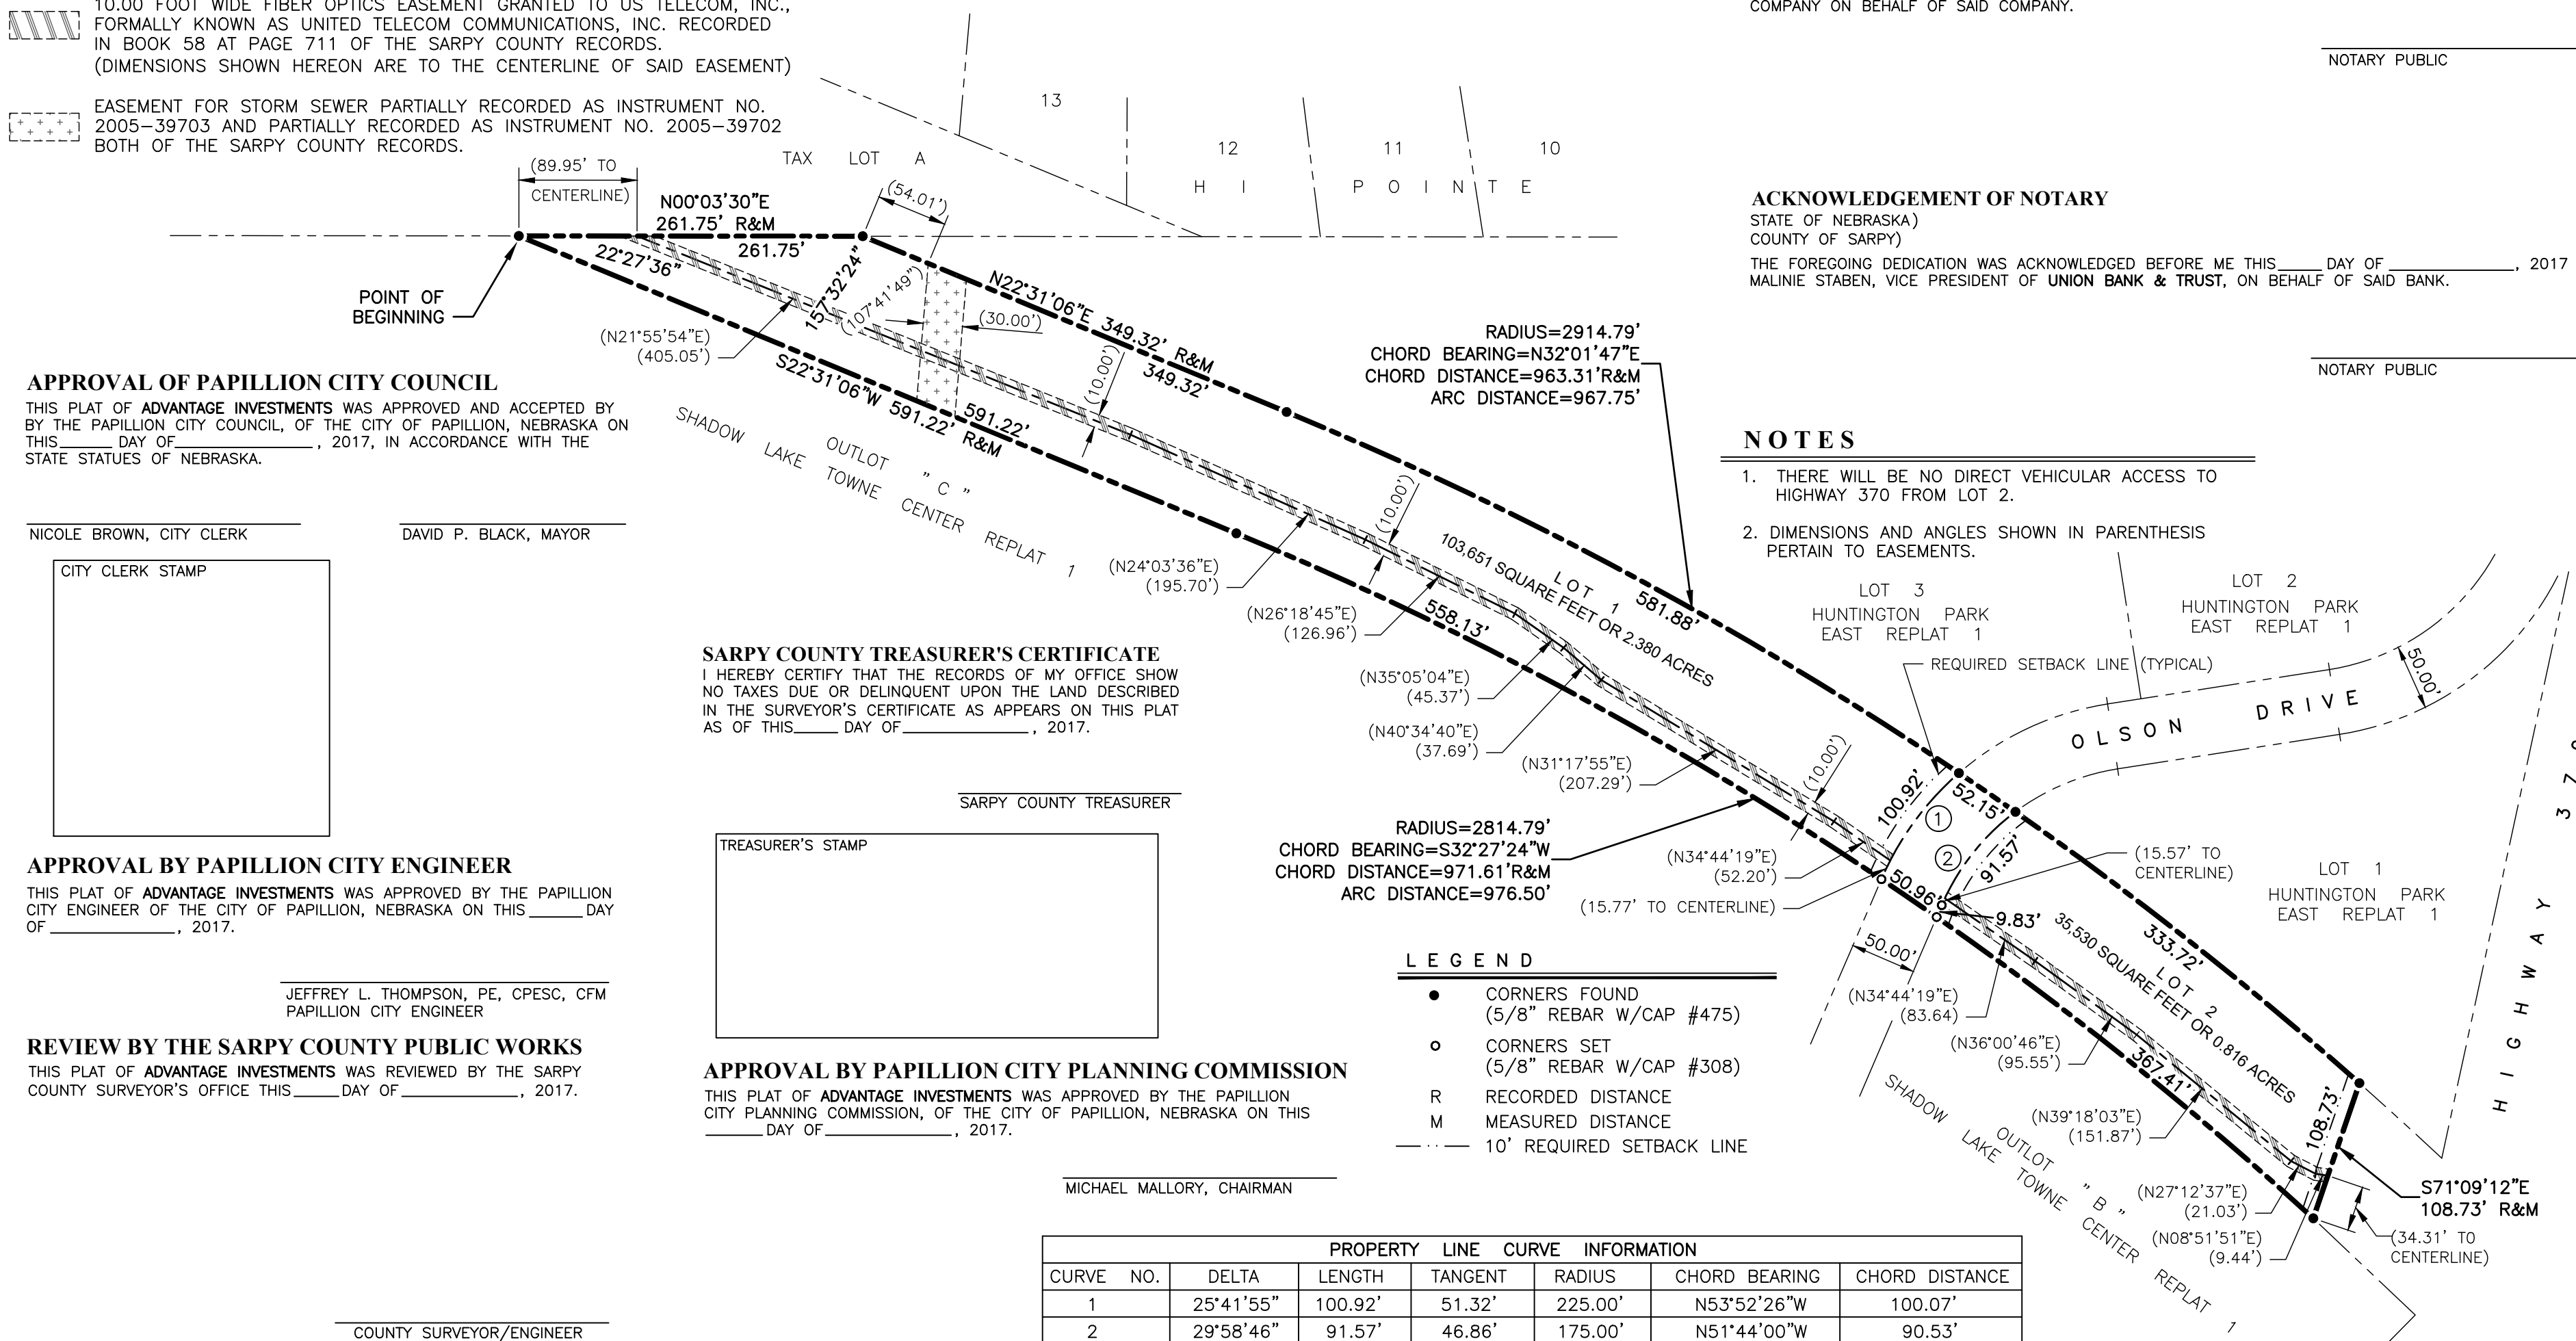 10.00 FOOT WIDE FIBER OPTICS EASEMENT GRANTED TO US TELECOM, INC.,
FORMALLY KNOWN AS UNITED TELECOM COMMUNICATIONS, INC. RECORDED
IN BOOK 58 AT PAGE 711 OF THE SARPY COUNTY RECORDS.
(DIMENSIONS SHOWN HEREON ARE TO THE CENTERLINE OF SAID EASEMENT)
EASEMENT FOR STORM SEWER PARTIALLY RECORDED AS INSTRUMENT NO.
2005-39703 AND PARTIALLY RECORDED AS INSTRUMENT NO. 2005-39702
BOTH OF THE SARPY COUNTY RECORDS.
COMPANY ON BEHALF OF SAID COMPANY.
NOTARY PUBLIC
ACKNOWLEDGEMENT OF NOTARY
STATE OF NEBRASKA)
COUNTY OF SARPY)
THE FOREGOING DEDICATION WAS ACKNOWLEDGED BEFORE ME THIS DAY OF , 2017
MALINIE STABEN, VICE PRESIDENT OF UNION BANK & TRUST, ON BEHALF OF SAID BANK.
NOTARY PUBLIC
13
12
11
10
HI POINTE
TAX LOT A
(89.95' TO
CENTERLINE)
N00°03'30"E
261.75' R&M
261.75'
(54.01')
22°27'36"
157°32'24"
(107°41'49")
(30.00')
N22°31'06"E 349.32' R&M
349.32'
POINT OF
BEGINNING
(N21°55'54"E)
(405.05')
S22°31'06"W 591.22' R&M
591.22'
(10.00')
OUTLOT
"C"
SHADOW LAKE TOWNE CENTER REPLAT 1
RADIUS=2914.79'
CHORD BEARING=N32°01'47"E
CHORD DISTANCE=963.31'R&M
ARC DISTANCE=967.75'
(10.00')
LOT 1
103,651 SQUARE FEET OR 2.380 ACRES
581.88'
558.13'
(N24°03'36"E)
(195.70')
(N26°18'45"E)
(126.96')
(N35°05'04"E)
(45.37')
(N40°34'40"E)
(37.69')
(N31°17'55"E)
(207.29')
(10.00')
RADIUS=2814.79'
CHORD BEARING=S32°27'24"W
CHORD DISTANCE=971.61'R&M
ARC DISTANCE=976.50'
(N34°44'19"E)
(52.20')
(15.77' TO CENTERLINE)
NOTES
1. THERE WILL BE NO DIRECT VEHICULAR ACCESS TO
HIGHWAY 370 FROM LOT 2.
2. DIMENSIONS AND ANGLES SHOWN IN PARENTHESIS
PERTAIN TO EASEMENTS.
LOT 3
HUNTINGTON PARK
EAST REPLAT 1
LOT 2
HUNTINGTON PARK
EAST REPLAT 1
REQUIRED SETBACK LINE (TYPICAL)
OLSON DRIVE
50.00'
HIGHWAY 370
100.92'
52.15'
1
2
91.57'
50.96'
9.83'
50.00'
(15.57' TO
CENTERLINE)
LOT 1
HUNTINGTON PARK
EAST REPLAT 1
333.72'
LOT 2
35,530 SQUARE FEET OR 0.816 ACRES
367.41'
(N34°44'19"E)
(83.64)
(N36°00'46"E)
(95.55')
(N39°18'03"E)
(151.87')
(N27°12'37"E)
(21.03')
(N08°51'51"E)
(9.44')
108.73'
S71°09'12"E
108.73' R&M
(34.31' TO
CENTERLINE)
OUTLOT
"B"
SHADOW LAKE TOWNE CENTER REPLAT 1
APPROVAL OF PAPILLION CITY COUNCIL
THIS PLAT OF ADVANTAGE INVESTMENTS WAS APPROVED AND ACCEPTED BY
BY THE PAPILLION CITY COUNCIL, OF THE CITY OF PAPILLION, NEBRASKA ON
THIS DAY OF , 2017, IN ACCORDANCE WITH THE
STATE STATUES OF NEBRASKA.
NICOLE BROWN, CITY CLERK
DAVID P. BLACK, MAYOR
CITY CLERK STAMP
APPROVAL BY PAPILLION CITY ENGINEER
THIS PLAT OF ADVANTAGE INVESTMENTS WAS APPROVED BY THE PAPILLION
CITY ENGINEER OF THE CITY OF PAPILLION, NEBRASKA ON THIS DAY
OF , 2017.
JEFFREY L. THOMPSON, PE, CPESC, CFM
PAPILLION CITY ENGINEER
REVIEW BY THE SARPY COUNTY PUBLIC WORKS
THIS PLAT OF ADVANTAGE INVESTMENTS WAS REVIEWED BY THE SARPY
COUNTY SURVEYOR'S OFFICE THIS DAY OF , 2017.
COUNTY SURVEYOR/ENGINEER
SARPY COUNTY TREASURER'S CERTIFICATE
I HEREBY CERTIFY THAT THE RECORDS OF MY OFFICE SHOW
NO TAXES DUE OR DELINQUENT UPON THE LAND DESCRIBED
IN THE SURVEYOR'S CERTIFICATE AS APPEARS ON THIS PLAT
AS OF THIS DAY OF , 2017.
SARPY COUNTY TREASURER
TREASURER'S STAMP
APPROVAL BY PAPILLION CITY PLANNING COMMISSION
THIS PLAT OF ADVANTAGE INVESTMENTS WAS APPROVED BY THE PAPILLION
CITY PLANNING COMMISSION, OF THE CITY OF PAPILLION, NEBRASKA ON THIS
DAY OF , 2017.
MICHAEL MALLORY, CHAIRMAN
LEGEND
CORNERS FOUND
(5/8" REBAR W/CAP #475)
CORNERS SET
(5/8" REBAR W/CAP #308)
R RECORDED DISTANCE
M MEASURED DISTANCE
10' REQUIRED SETBACK LINE
PROPERTY LINE CURVE INFORMATION
CURVE NO. DELTA LENGTH TANGENT RADIUS CHORD BEARING CHORD DISTANCE
1 25°41'55" 100.92' 51.32' 225.00' N53°52'26"W 100.07'
2 29°58'46" 91.57' 46.86' 175.00' N51°44'00"W 90.53'